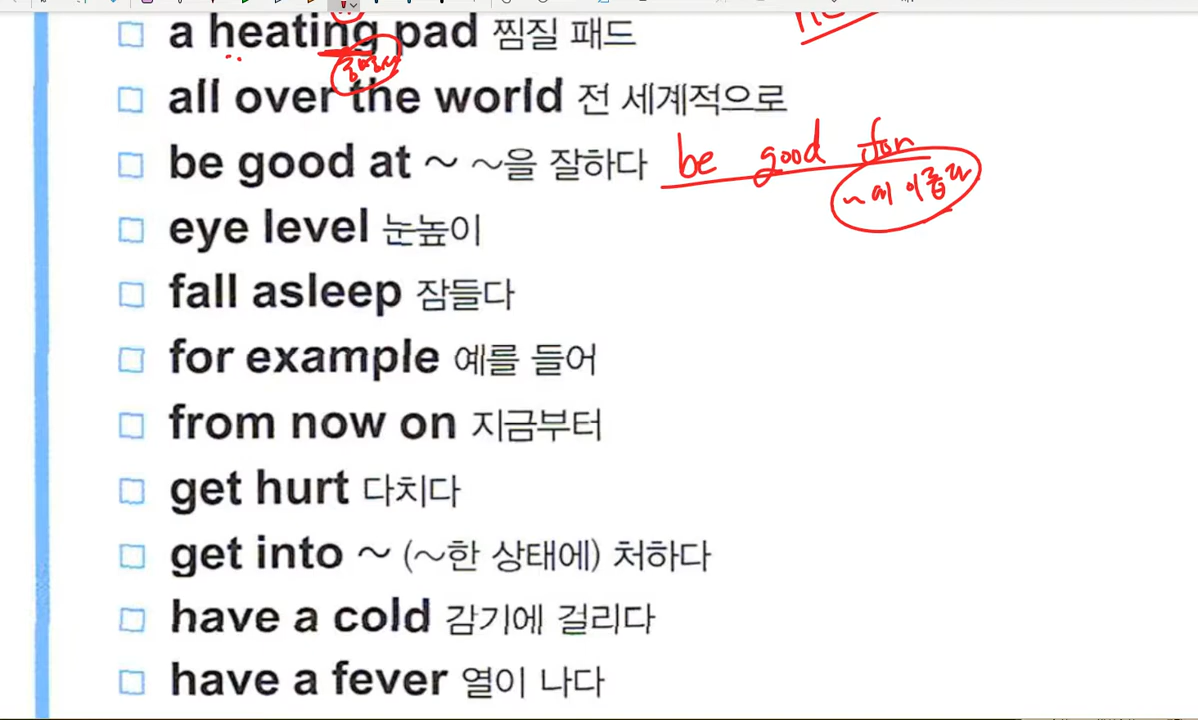 a heating pad 찜질 패드
all over the world 전 세계적으로
be good at ~ ~을 잘하다 be good for
~에 이롭다
eye level 눈높이
fall asleep 잠들다
for example 예를 들어
from now on 지금부터
get hurt 다치다
get into ~ (~한 상태에) 처하다
have a cold 감기에 걸리다
have a fever 열이 나다